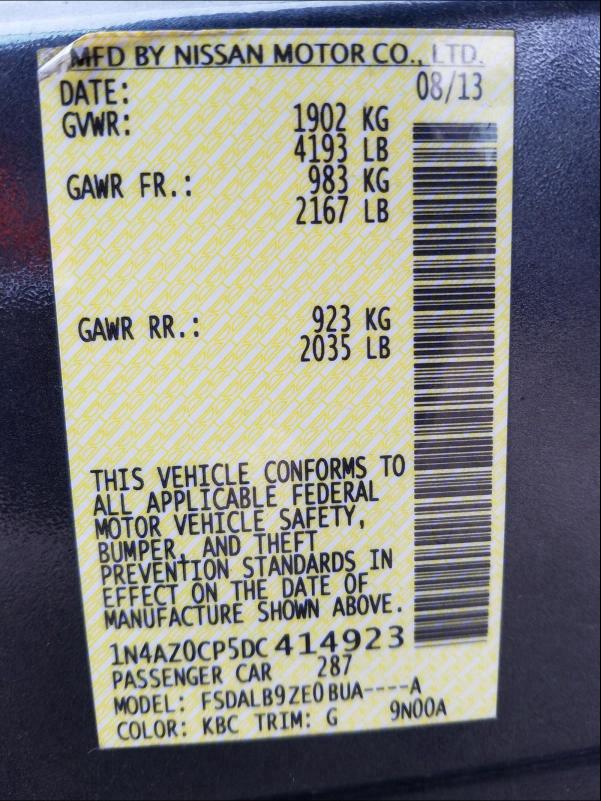 MFD BY NISSAN MOTOR CO., LTD.
DATE: 08/13
GVWR: 1902 KG
4193 LB
GAWR FR.: 983 KG
2167 LB
GAWR RR.: 923 KG
2035 LB
THIS VEHICLE CONFORMS TO
ALL APPLICABLE FEDERAL
MOTOR VEHICLE SAFETY,
BUMPER, AND THEFT
PREVENTION STANDARDS IN
EFFECT ON THE DATE OF
MANUFACTURE SHOWN ABOVE.
1N4AZ0CP5DC414923
PASSENGER CAR 287
MODEL: FSDALB9ZE0BUA----A
COLOR: KBC TRIM: G 9N00A